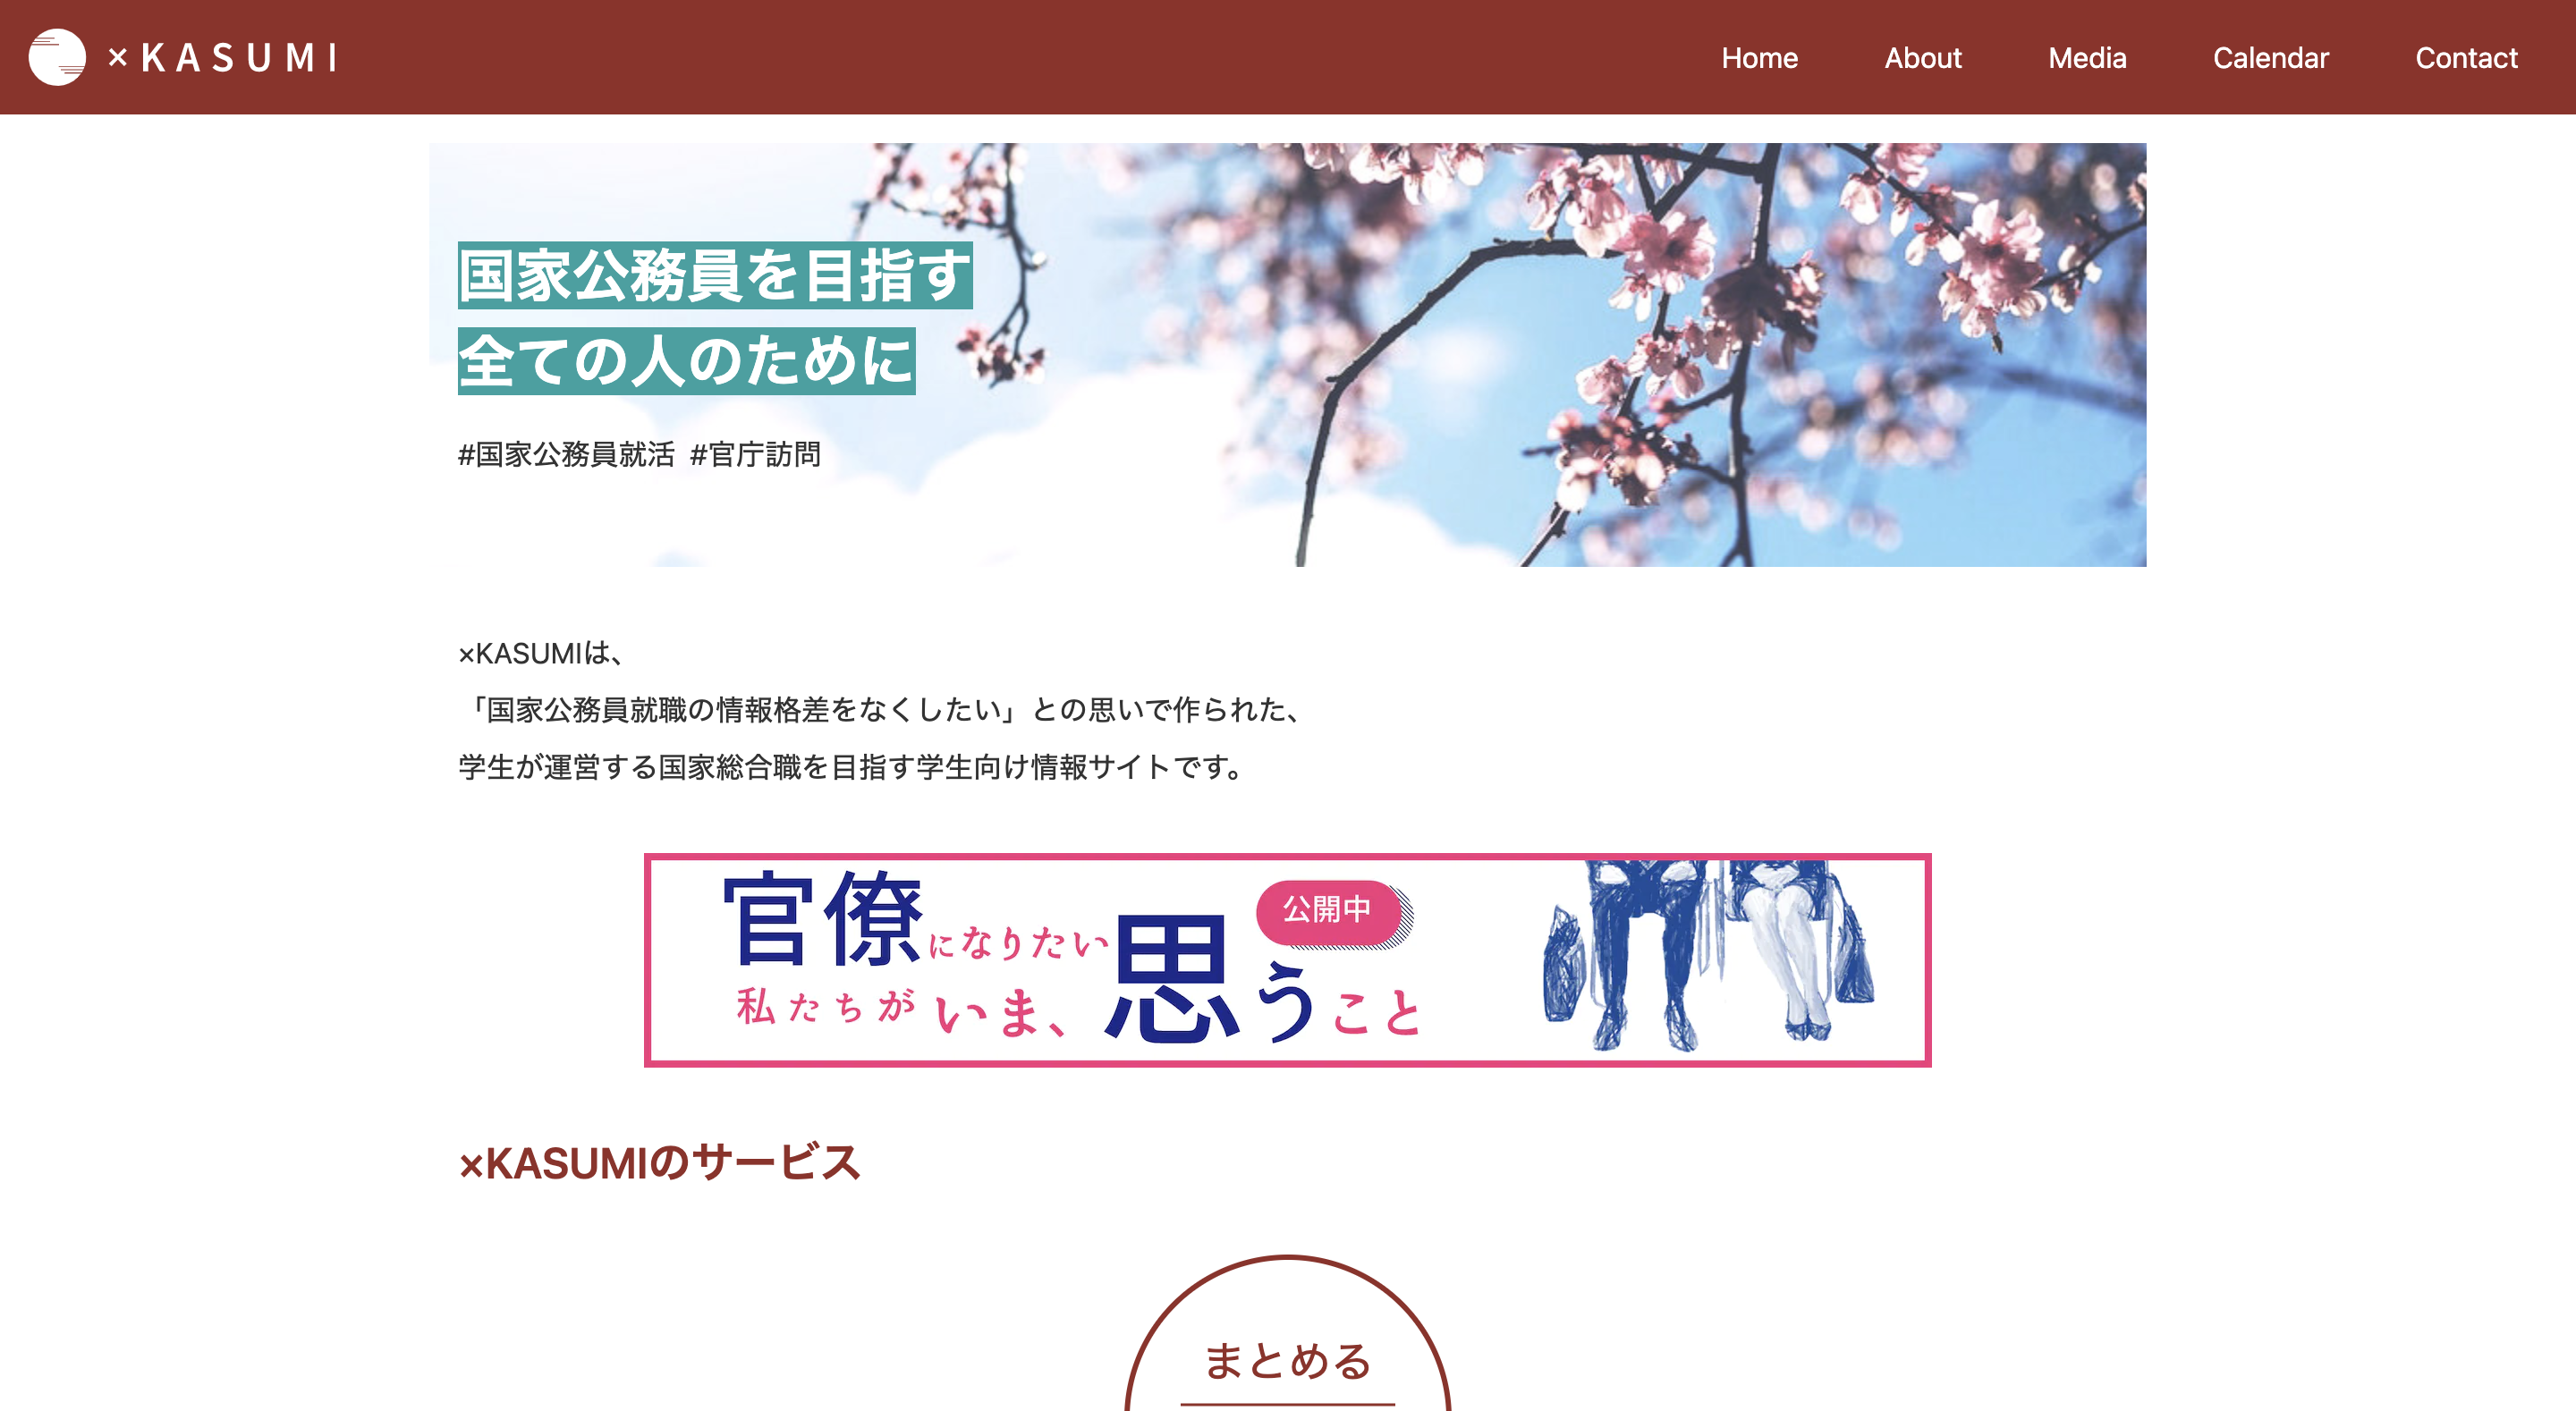 ×KASUMI
Home About Media Calendar Contact
国家公務員を目指す
全ての人のために
#国家公務員就活 #官庁訪問
×KASUMIは、
「国家公務員就職の情報格差をなくしたい」との思いで作られた、
学生が運営する国家総合職を目指す学生向け情報サイトです。
公開中
官僚になりたい
私たちがいま、思うこと
×KASUMIのサービス
まとめる